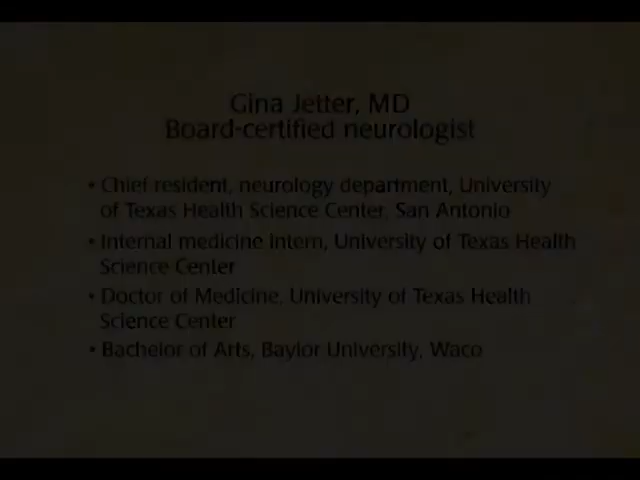 Gina Jetter, MD
Board-certified neurologist
• Chief resident, neurology department, University
of Texas Health Science Center, San Antonio
• Internal medicine intern, University of Texas Health
Science Center
• Doctor of Medicine, University of Texas Health
Science Center
• Bachelor of Arts, Baylor University, Waco